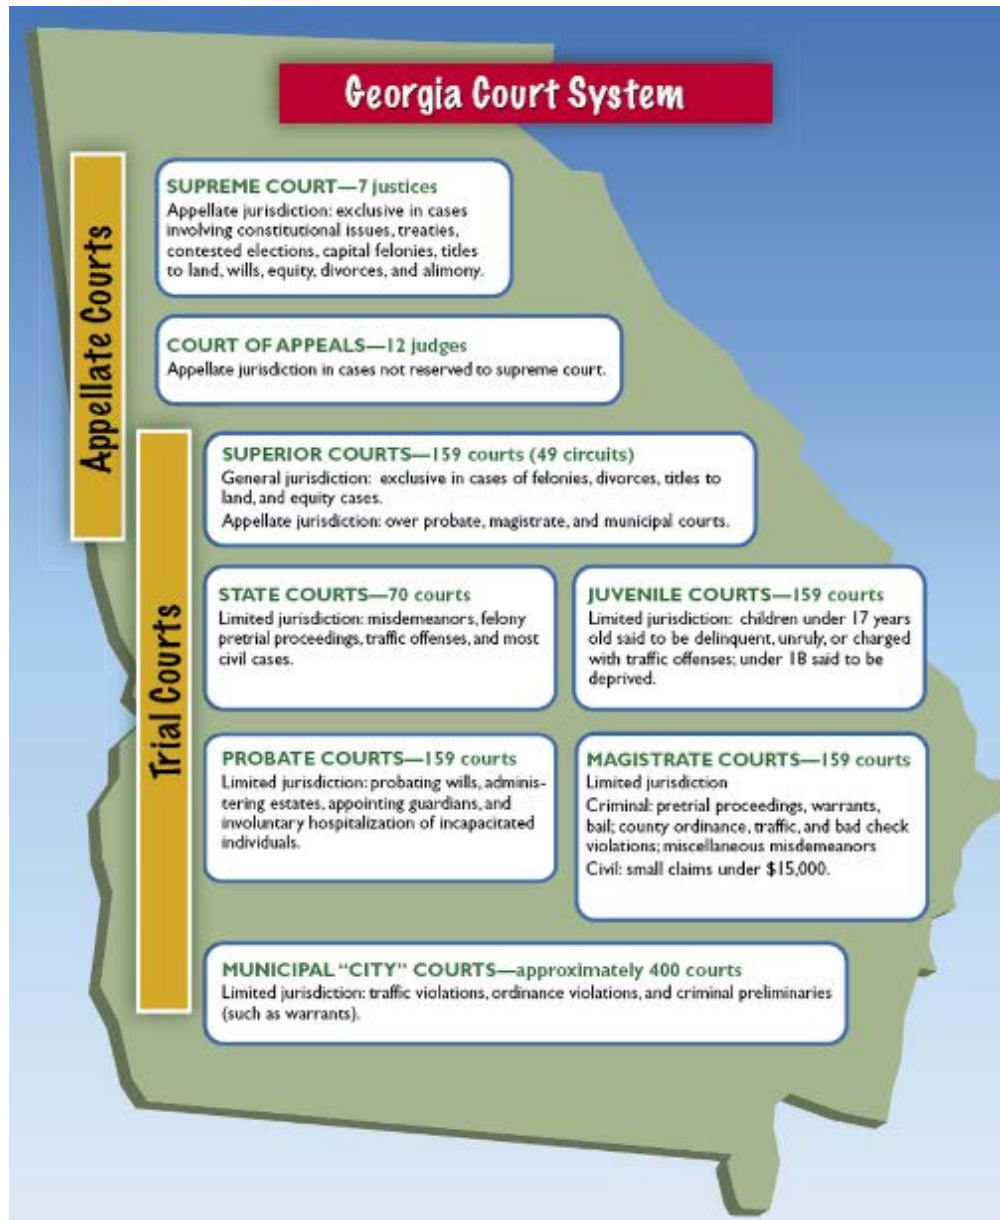 Georgia Court System
Appellate Courts
SUPREME COURT—7 justices
Appellate jurisdiction: exclusive in cases
involving constitutional issues, treaties,
contested elections, capital felonies, titles
to land, wills, equity, divorces, and alimony.
COURT OF APPEALS—12 judges
Appellate jurisdiction in cases not reserved to supreme court.
Trial Courts
SUPERIOR COURTS—159 courts (49 circuits)
General jurisdiction: exclusive in cases of felonies, divorces, titles to
land, and equity cases.
Appellate jurisdiction: over probate, magistrate, and municipal courts.
STATE COURTS—70 courts
Limited jurisdiction: misdemeanors, felony
pretrial proceedings, traffic offenses, and most
civil cases.
JUVENILE COURTS—159 courts
Limited jurisdiction: children under 17 years
old said to be delinquent, unruly, or charged
with traffic offenses; under 18 said to be
deprived.
PROBATE COURTS—159 courts
Limited jurisdiction: probating wills, adminis-
tering estates, appointing guardians, and
involuntary hospitalization of incapacitated
individuals.
MAGISTRATE COURTS—159 courts
Limited jurisdiction
Criminal: pretrial proceedings, warrants,
bail; county ordinance, traffic, and bad check
violations; miscellaneous misdemeanors
Civil: small claims under $15,000.
MUNICIPAL “CITY” COURTS—approximately 400 courts
Limited jurisdiction: traffic violations, ordinance violations, and criminal preliminaries
(such as warrants).